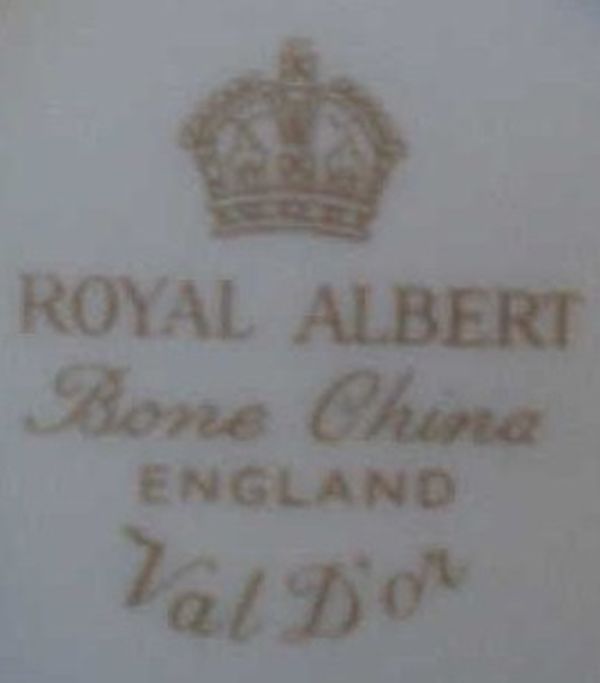 ROYAL ALBERT
Bone China
ENGLAND
Val D'or